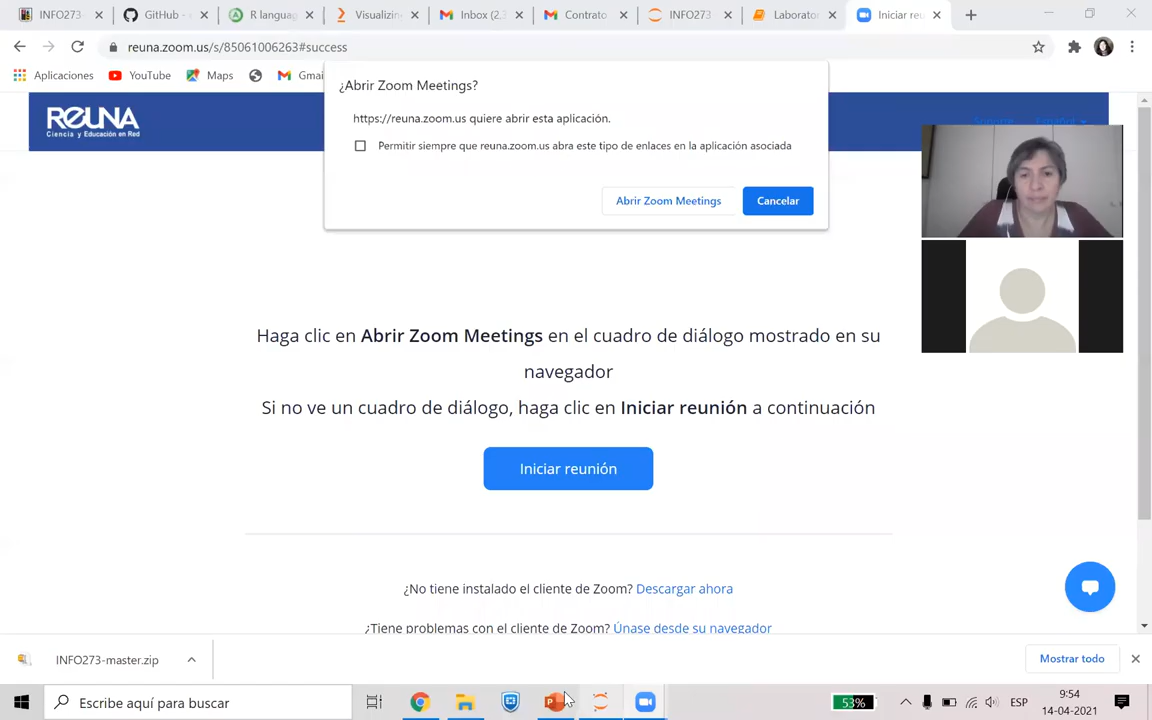 INFO273
GitHub -
R languag
Visualizing
Inbox (2,
Contrato
INFO273
Laborator
Iniciar reu
reuna.zoom.us/s/85061006263#success
Aplicaciones
YouTube
Maps
Gmai
REUNA
Ciencia y Educación en Red
Soporte
Español
¿Abrir Zoom Meetings?
https://reuna.zoom.us quiere abrir esta aplicación.
Permitir siempre que reuna.zoom.us abra este tipo de enlaces en la aplicación asociada
Abrir Zoom Meetings
Cancelar
Haga clic en Abrir Zoom Meetings en el cuadro de diálogo mostrado en su
navegador
Si no ve un cuadro de diálogo, haga clic en Iniciar reunión a continuación
Iniciar reunión
¿No tiene instalado el cliente de Zoom? Descargar ahora
¿Tiene problemas con el cliente de Zoom? Únase desde su navegador
INFO273-master.zip
Mostrar todo
Escribe aquí para buscar
53%
ESP
9:54
14-04-2021